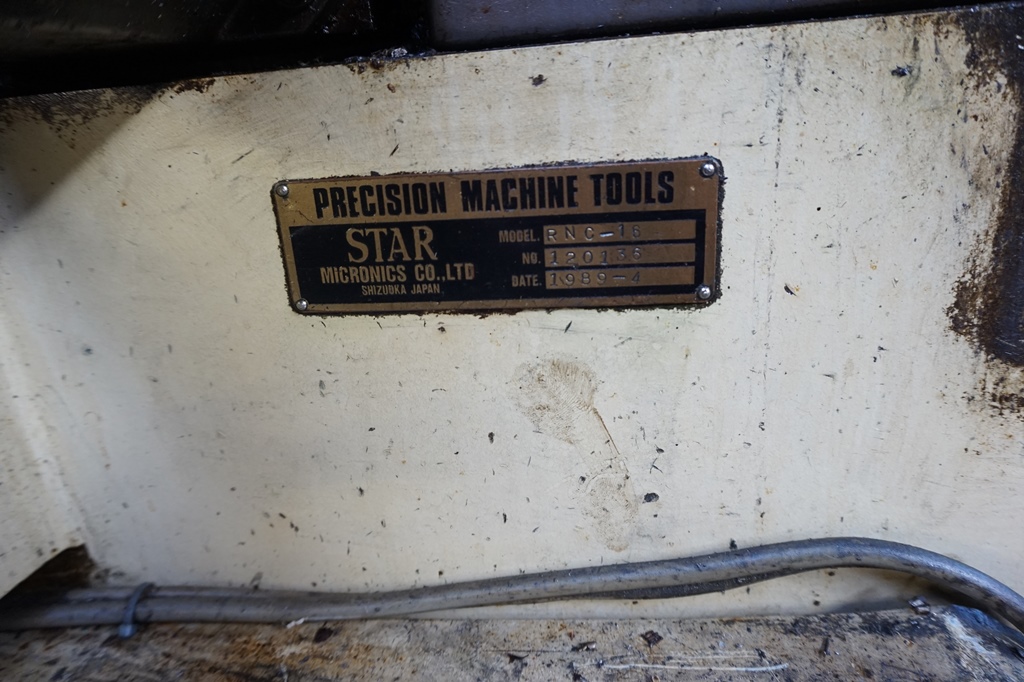 PRECISION MACHINE TOOLS
STAR
MICRONICS CO.,LTD
SHIZUOKA JAPAN
MODEL. RNC-16
NO. 120136
DATE. 1989-4